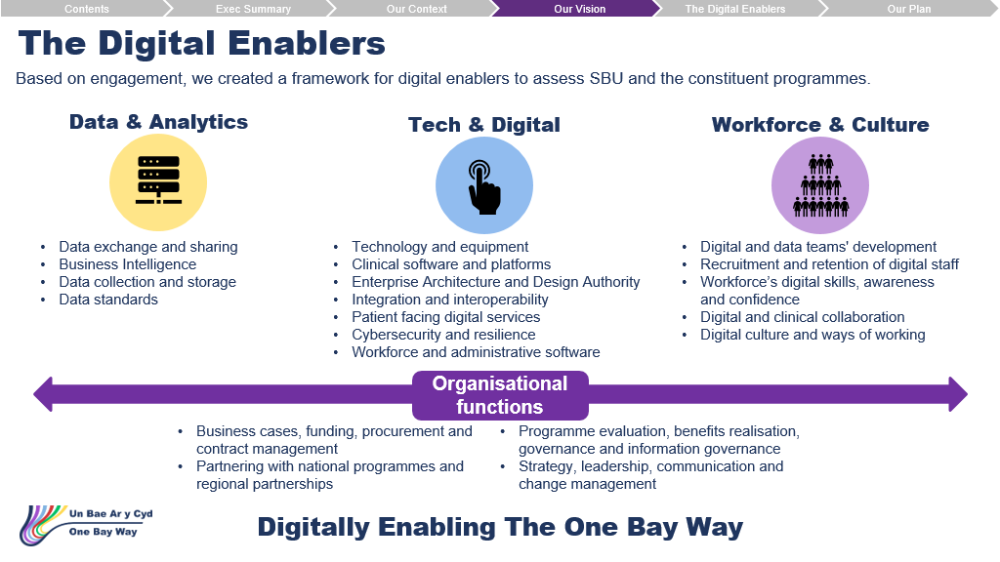 Contents
Exec Summary
Our Context
Our Vision
The Digital Enablers
Our Plan
The Digital Enablers
Based on engagement, we created a framework for digital enablers to assess SBU and the constituent programmes.
Data & Analytics
• Data exchange and sharing
• Business Intelligence
• Data collection and storage
• Data standards
Tech & Digital
• Technology and equipment
• Clinical software and platforms
• Enterprise Architecture and Design Authority
• Integration and interoperability
• Patient facing digital services
• Cybersecurity and resilience
• Workforce and administrative software
Workforce & Culture
• Digital and data teams' development
• Recruitment and retention of digital staff
• Workforce’s digital skills, awareness
and confidence
• Digital and clinical collaboration
• Digital culture and ways of working
Organisational
functions
• Business cases, funding, procurement and
contract management
• Partnering with national programmes and
regional partnerships
• Programme evaluation, benefits realisation,
governance and information governance
• Strategy, leadership, communication and
change management
Un Bae Ar y Cyd
One Bay Way
Digitally Enabling The One Bay Way